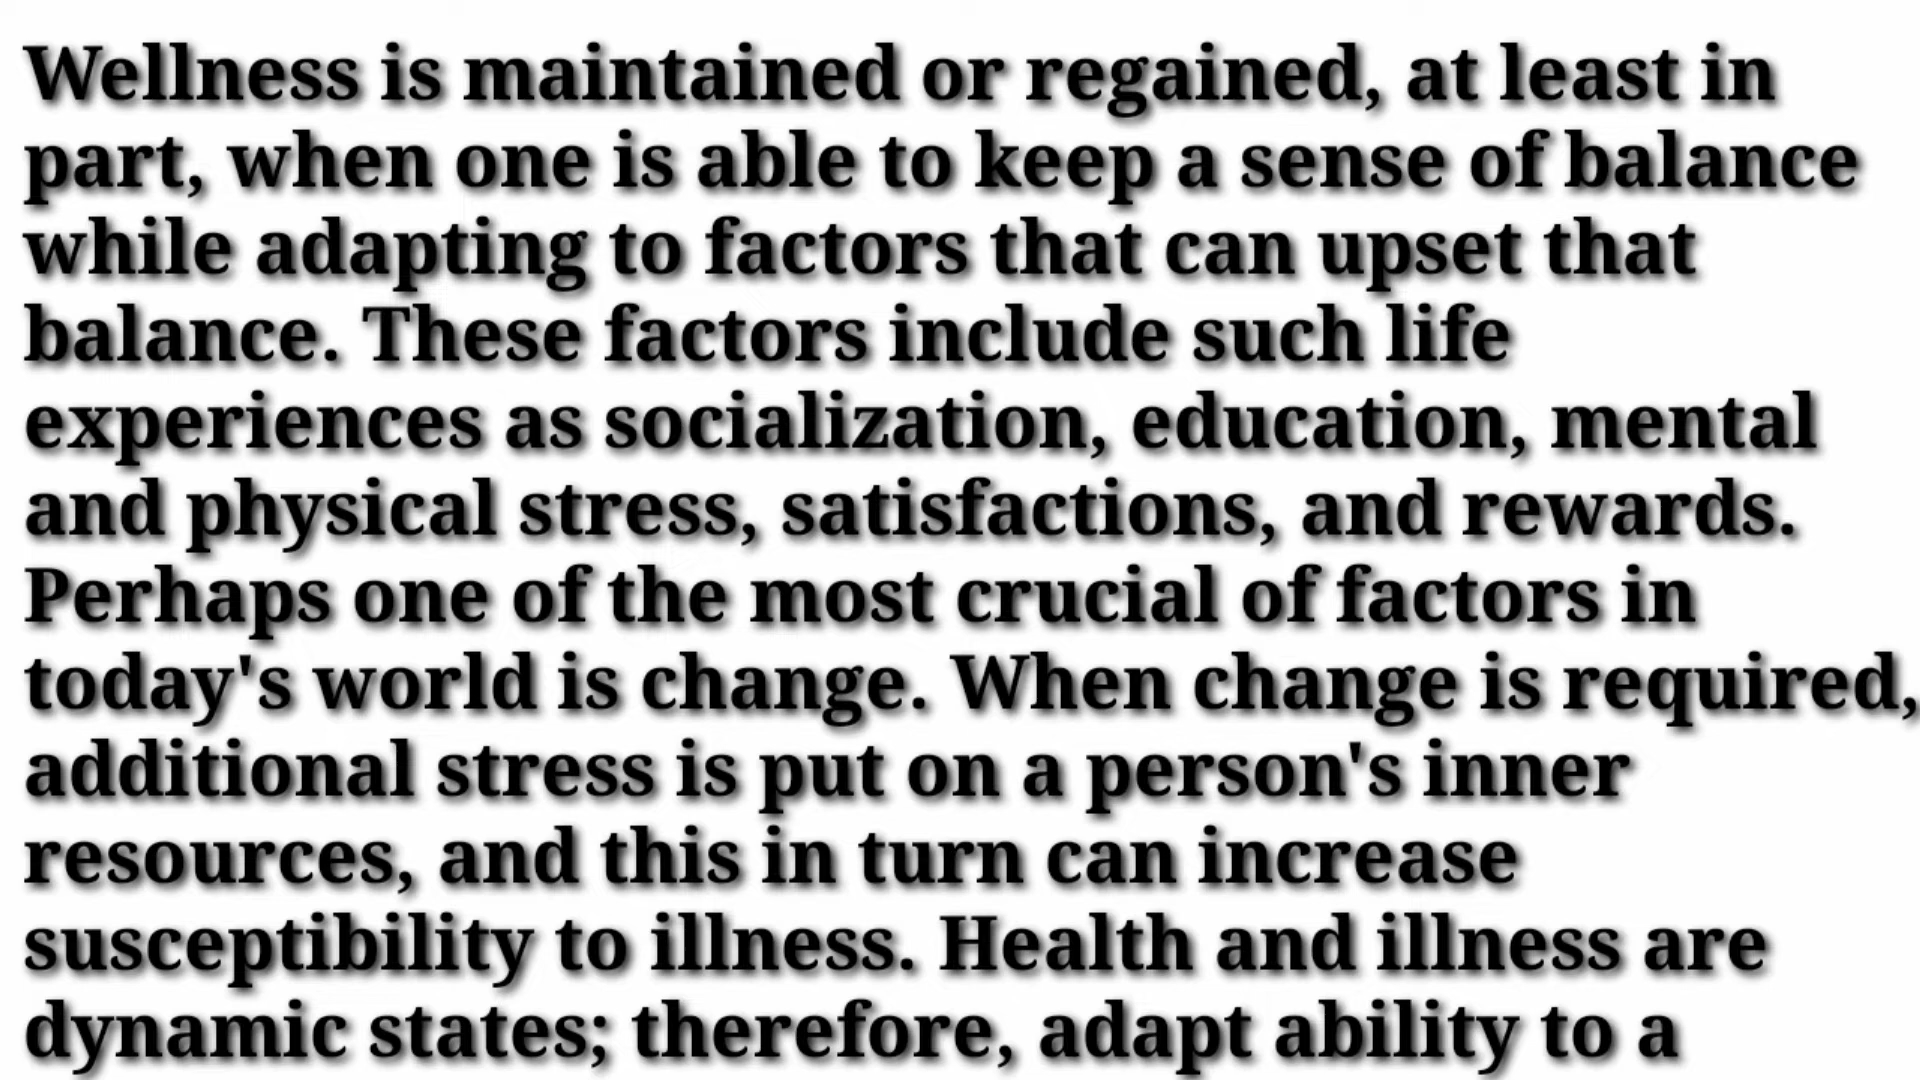 Wellness is maintained or regained, at least in
part, when one is able to keep a sense of balance
while adapting to factors that can upset that
balance. These factors include such life
experiences as socialization, education, mental
and physical stress, satisfactions, and rewards.
Perhaps one of the most crucial of factors in
today's world is change. When change is required,
additional stress is put on a person's inner
resources, and this in turn can increase
susceptibility to illness. Health and illness are
dynamic states; therefore, adapt ability to a